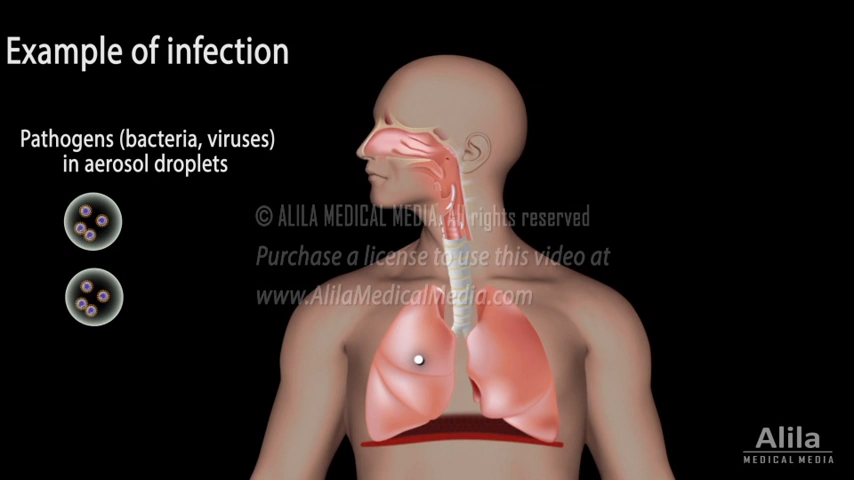 Example of infection
Pathogens (bacteria, viruses)
in aerosol droplets
© ALILA MEDICAL MEDIA. All rights reserved
Purchase a license to use this video at
www.AlilaMedicalMedia.com
Alila
MEDICAL MEDIA